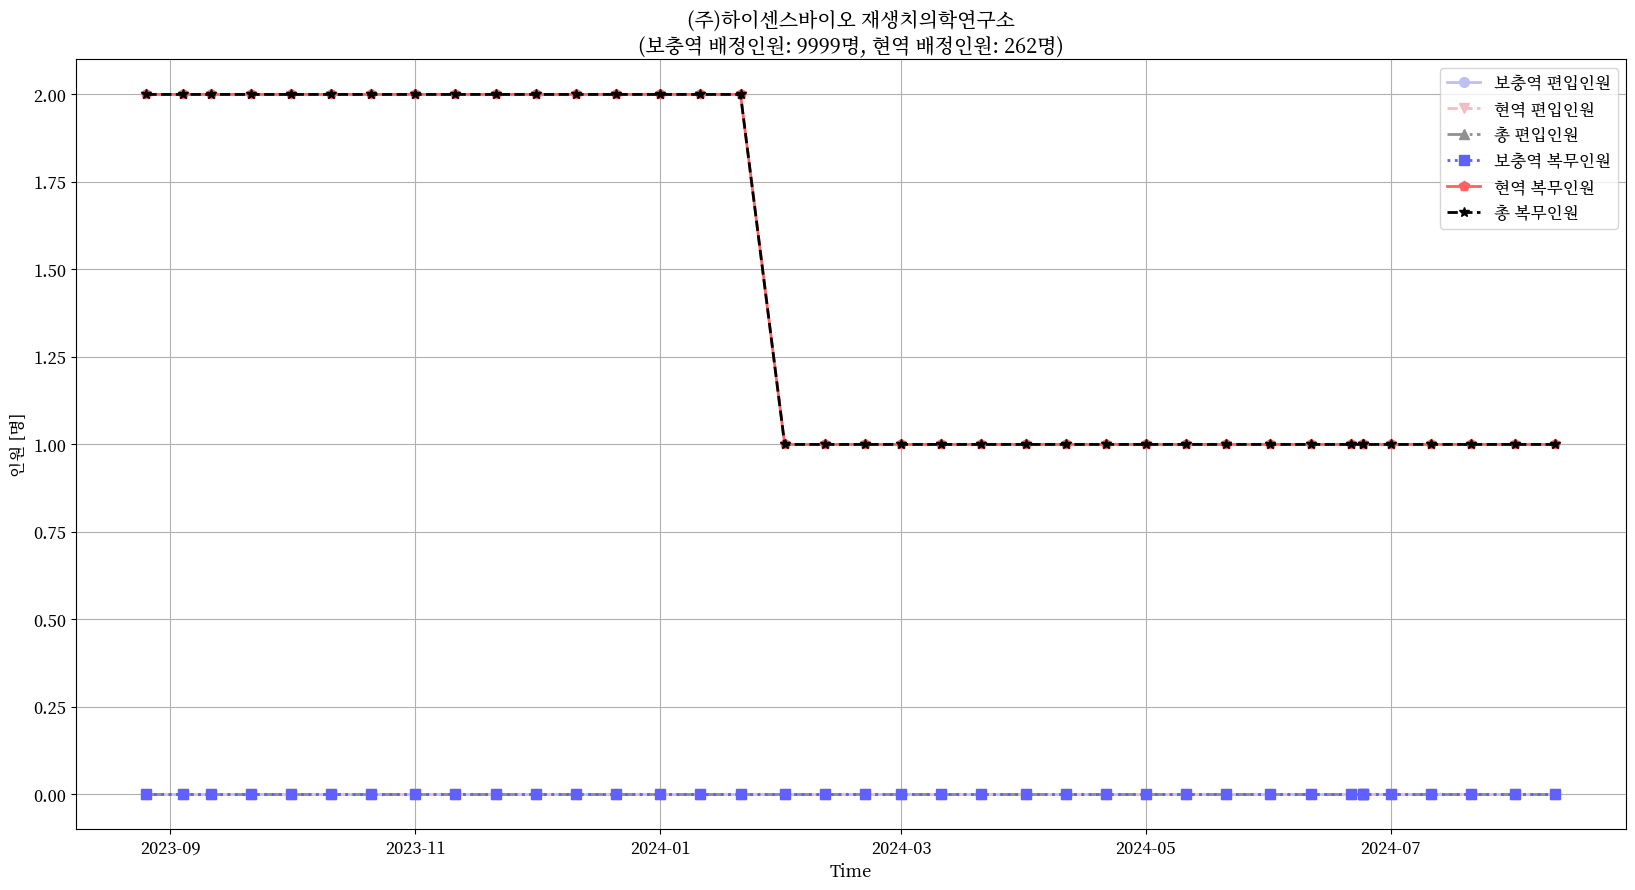 (주)하이센스바이오 재생치의학연구소
(보충역 배정인원: 9999명, 현역 배정인원: 262명)
보충역 편입인원
현역 편입인원
총 편입인원
보충역 복무인원
현역 복무인원
총 복무인원
2.00
1.75
1.50
1.25
1.00
0.75
0.50
0.25
0.00
인원 [명]
2023-09
2023-11
2024-01
2024-03
2024-05
2024-07
Time